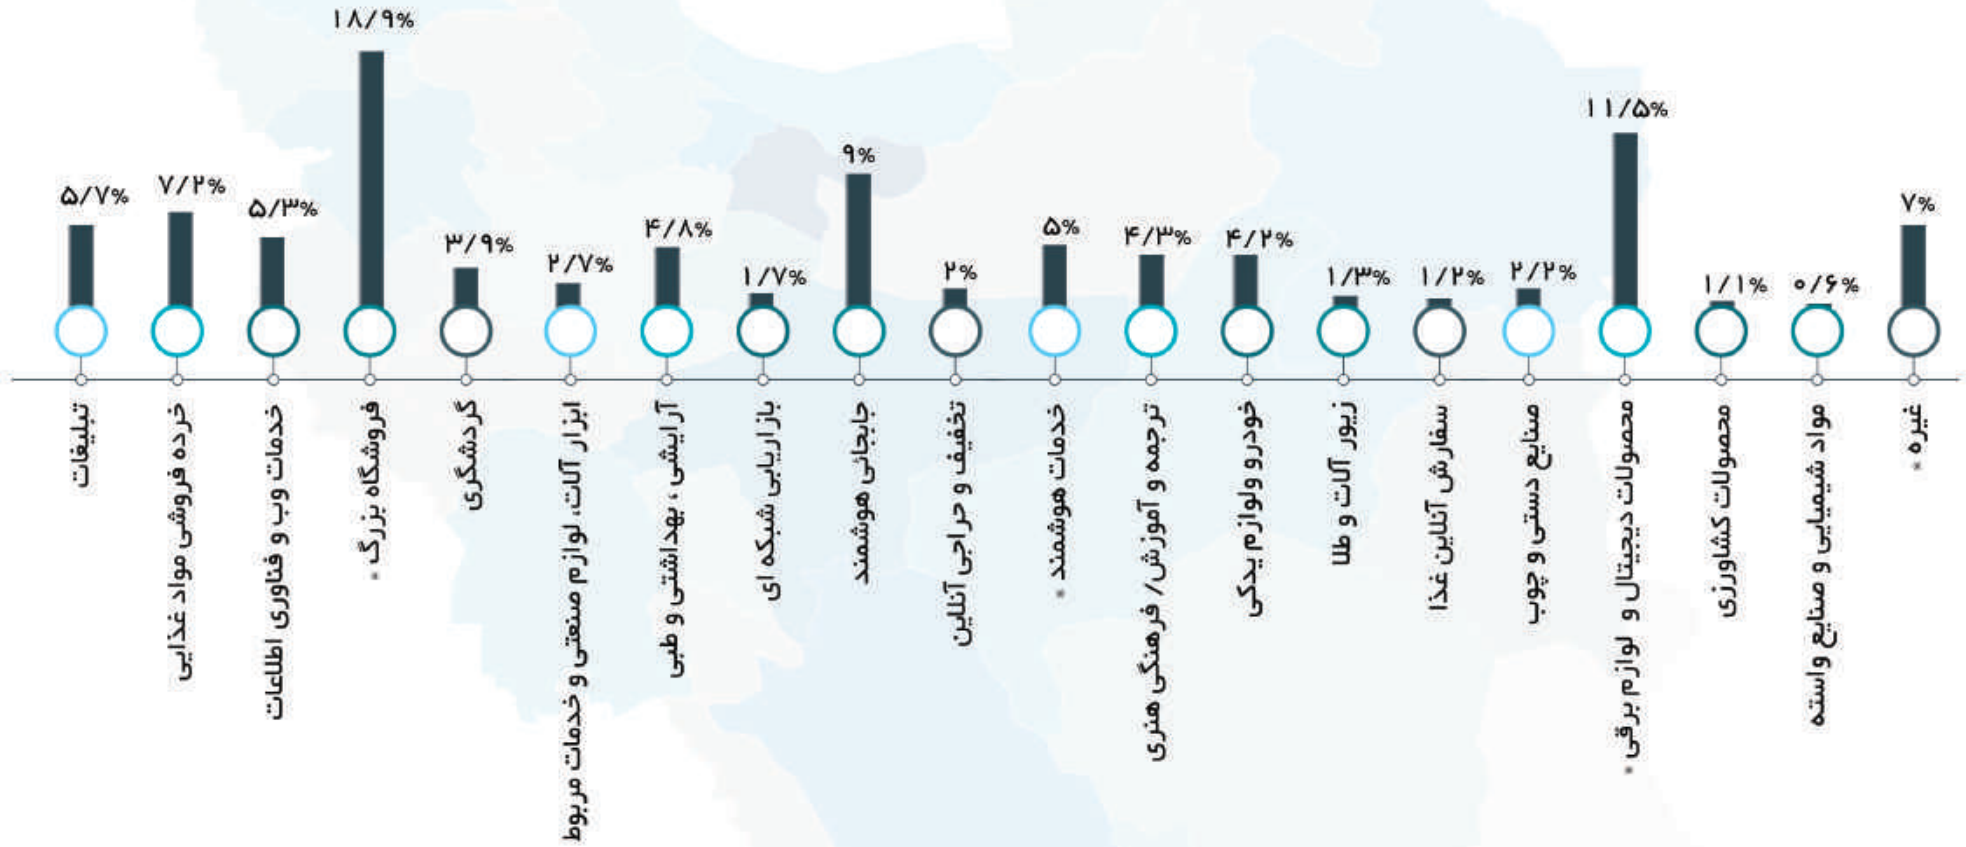 ۵/۷%
۷/۲%
۵/۳%
۱۸/۹%
۳/۹%
۲/۷%
۴/۸%
۱/۷%
۹%
۲%
۵%
۴/۳%
۴/۲%
۱/۳%
۱/۲%
۲/۲%
۱۱/۵%
۱/۱%
۰/۶%
۷%
تبلیغات
خرده فروشی مواد غذایی
خدمات وب و فناوری اطلاعات
فروشگاه بزرگ *
گردشگری
ابزار آلات، لوازم صنعتی و خدمات مربوط
آرایشی ، بهداشتی و طبی
بازاریابی شبکه ای
جابجائی هوشمند
تخفیف و حراجی آنلاین
خدمات هوشمند *
ترجمه و آموزش/ فرهنگی هنری
خودرو ولوازم یدکی
زیور آلات و طلا
سفارش آنلاین غذا
صنایع دستی و چوب
محصولات دیجیتال و لوازم برقی *
محصولات کشاورزی
مواد شیمیایی و صنایع وابسته
غیره *